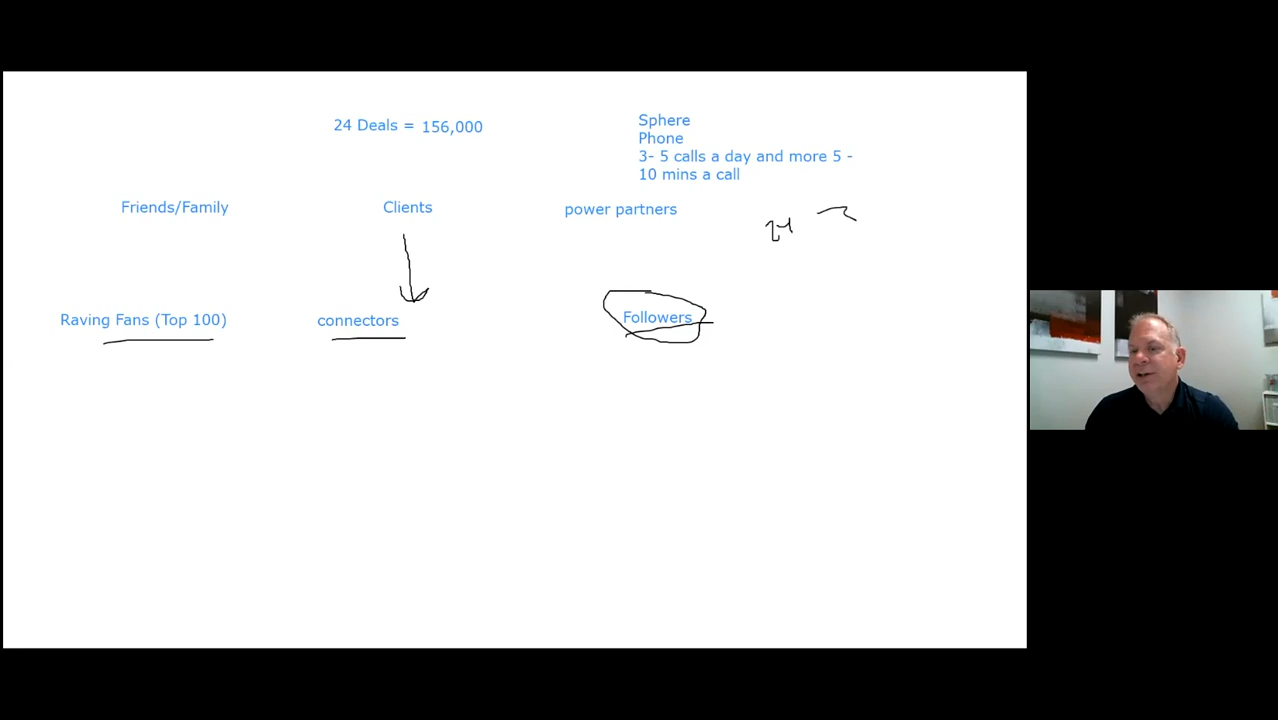 24 Deals = 156,000
Sphere
Phone
3- 5 calls a day and more 5 -
10 mins a call
Friends/Family
Clients
power partners
Raving Fans (Top 100)
connectors
Followers